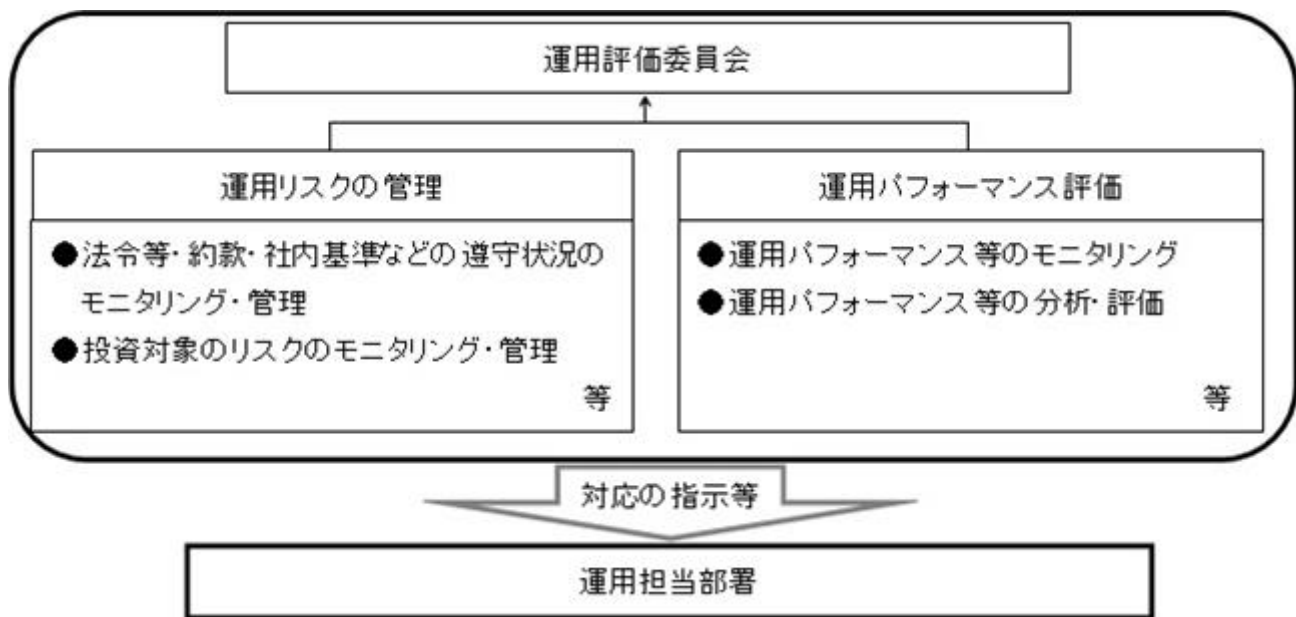 運用評価委員会
運用リスクの管理
●法令等・約款・社内基準などの遵守状況の
モニタリング・管理
●投資対象のリスクのモニタリング・管理
等
運用パフォーマンス評価
●運用パフォーマンス等のモニタリング
●運用パフォーマンス等の分析・評価
等
対応の指示等
運用担当部署